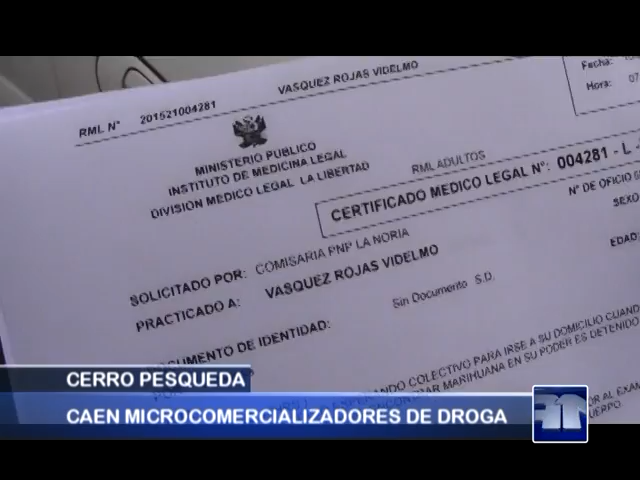 RML N° 201521004281 VASQUEZ ROJAS VIDELMO
Fecha:
Hora: 07
MINISTERIO PUBLICO
INSTITUTO DE MEDICINA LEGAL
DIVISION MEDICO LEGAL LA LIBERTAD
RML ADULTOS
CERTIFICADO MEDICO LEGAL N°: 004281 - L -
N° DE OFICIO
SEXO
SOLICITADO POR: COMISARIA PNP LA NORIA
EDAD:
PRACTICADO A: VASQUEZ ROJAS VIDELMO
DOCUMENTO DE IDENTIDAD: Sin Documento S.D.
COLECTIVO PARA IRSE A SU DOMICILIO CUANDO
MARIHUANA EN SU PODER ES DETENIDO
CERRO PESQUEDA
CAEN MICROCOMERCIALIZADORES DE DROGA